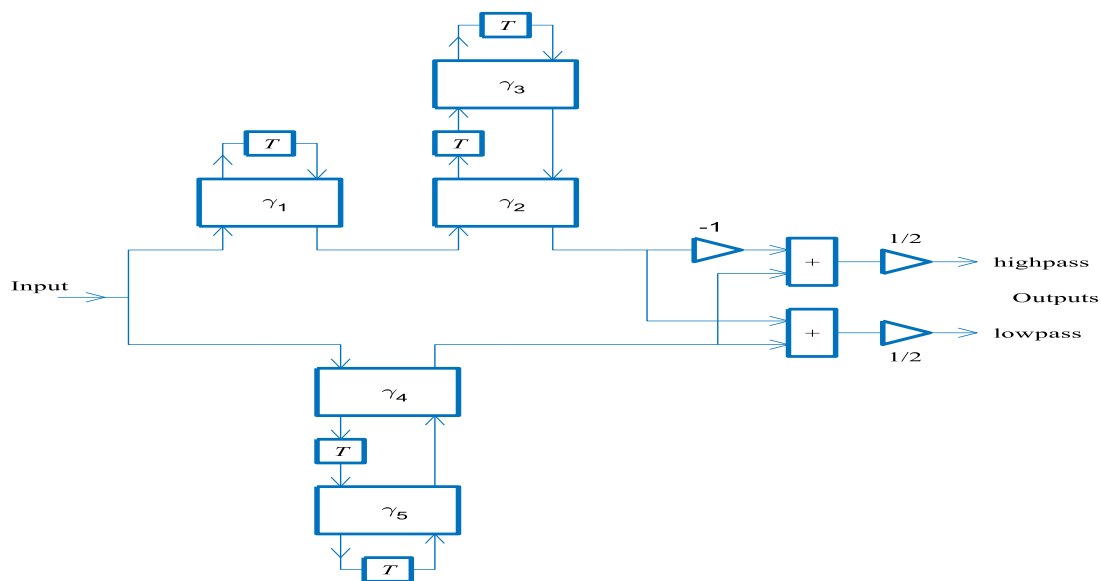 T
γ3
T
T
γ1
γ2
-1
1/2
+
highpass
Input
Outputs
+
lowpass
1/2
γ4
T
γ5
T